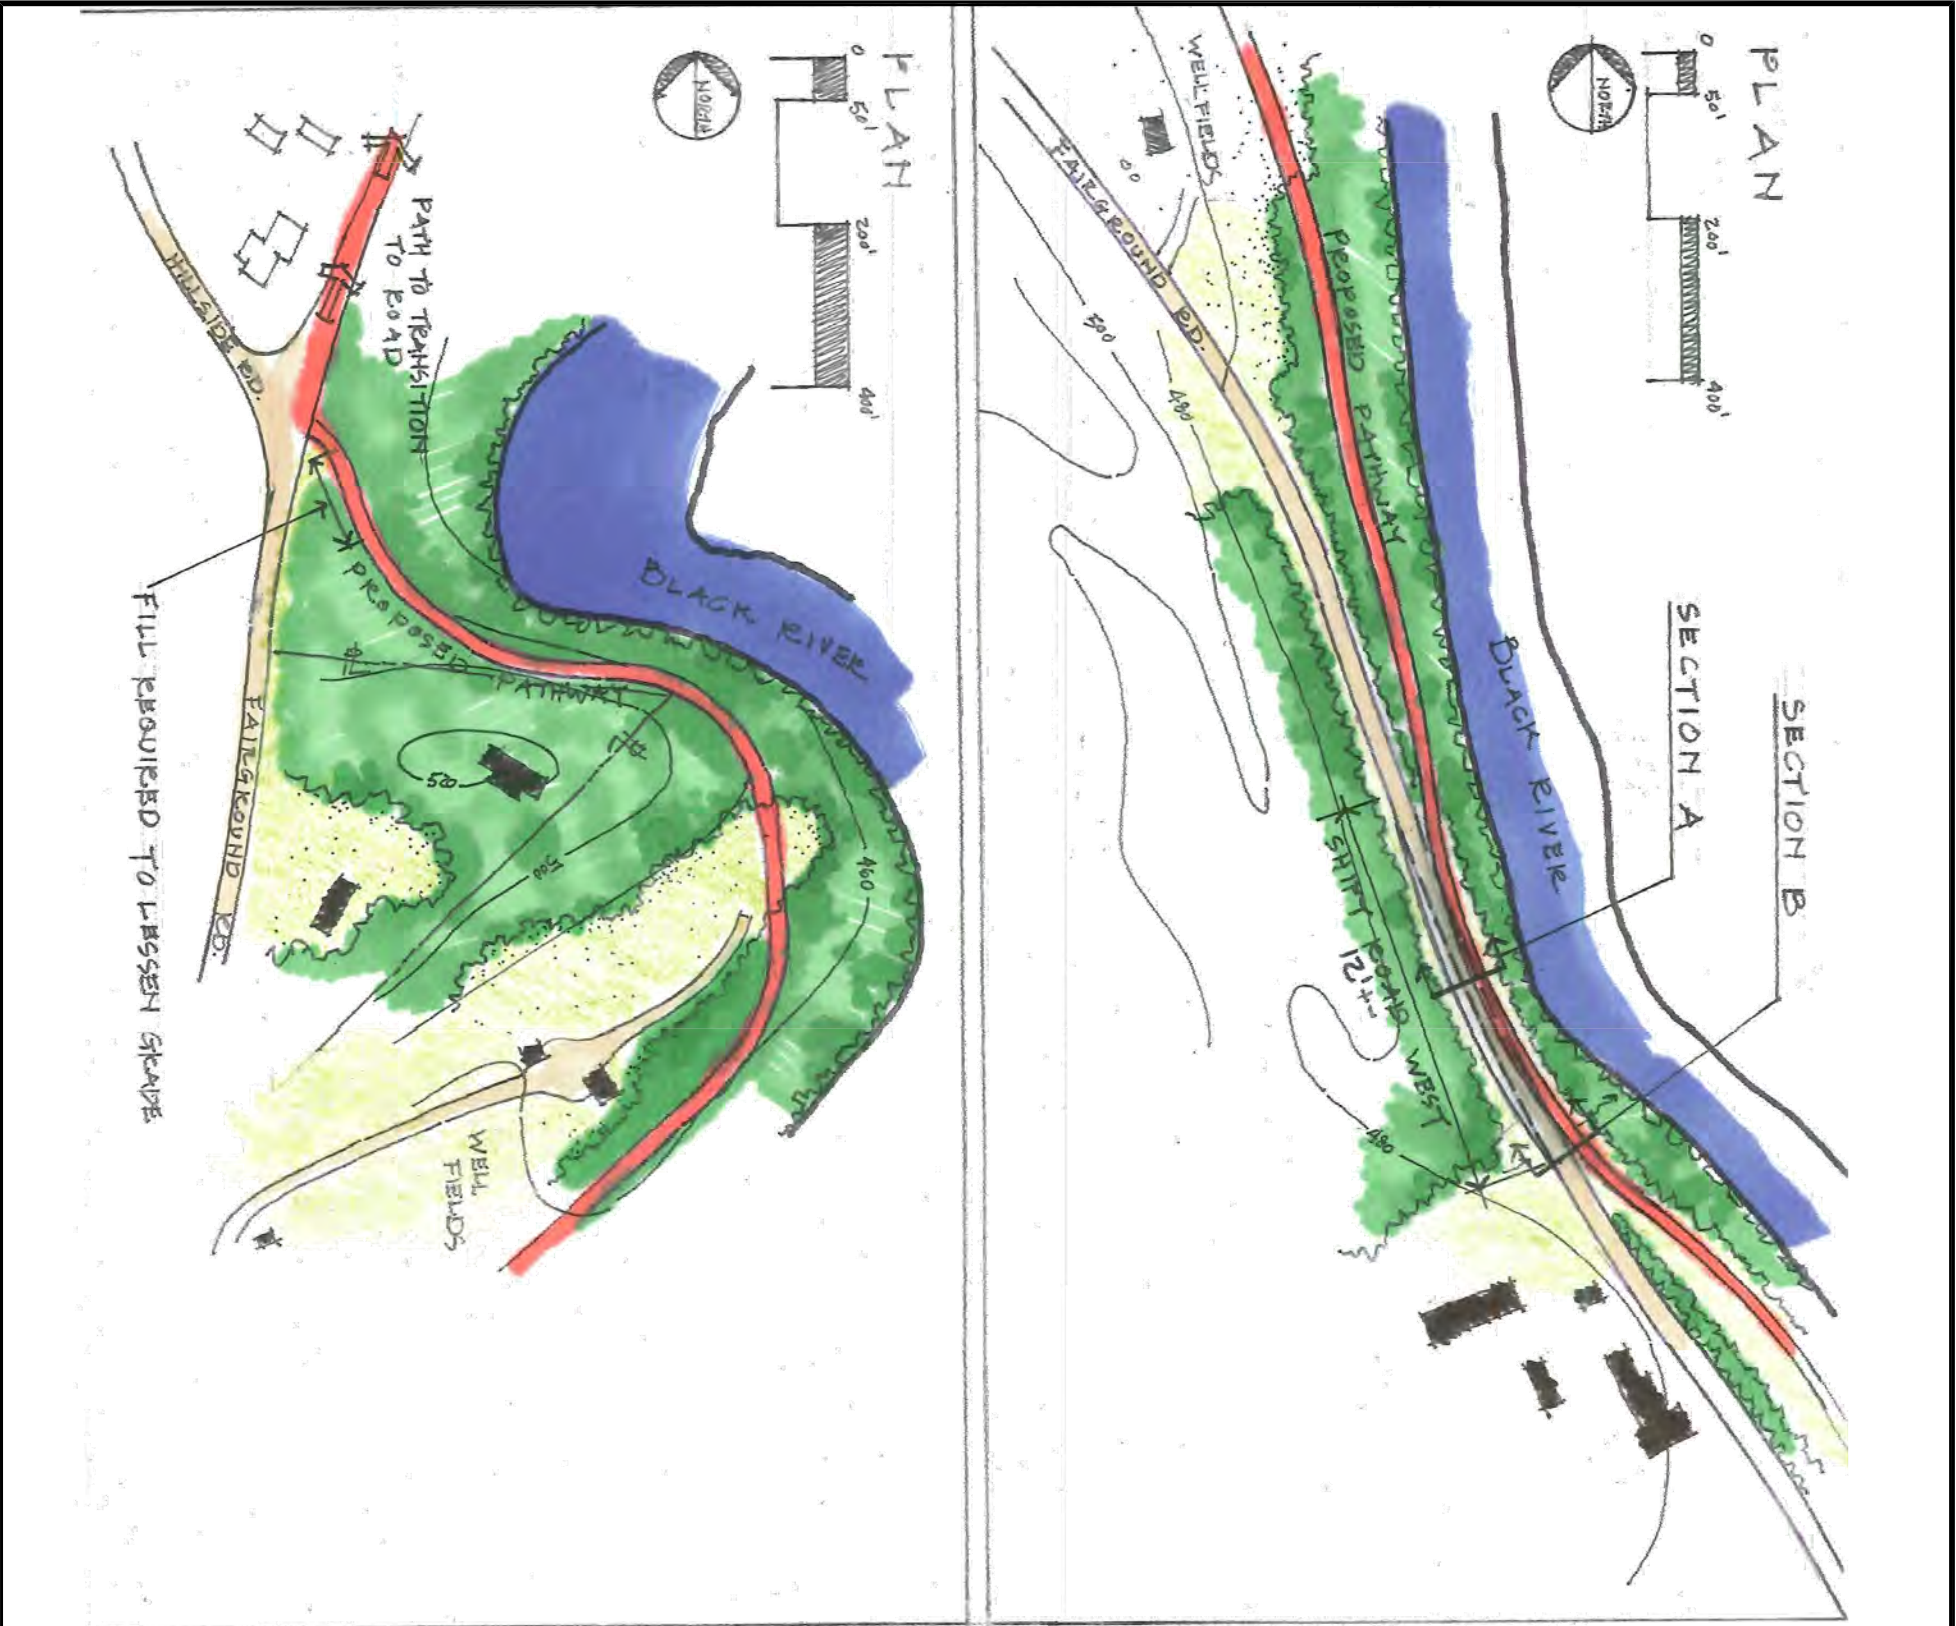 PLAN
0 50' 200' 400'
NORTH
SECTION B
SECTION A
BLACK RIVER
PROPOSED PATHWAY
WELL FIELDS
FAIRGROUND RD.
500
480
SHIFT ROAD WEST
12'+-
480
PLAN
0 50' 200' 400'
NORTH
PATH TO TRANSITION
TO ROAD
BLACK RIVER
460
PROPOSED
PATHWAY
520
500
HILLSIDE RD.
FAIRGROUND RD.
WELL
FIELDS
FILL REQUIRED TO LESSEN GRADE